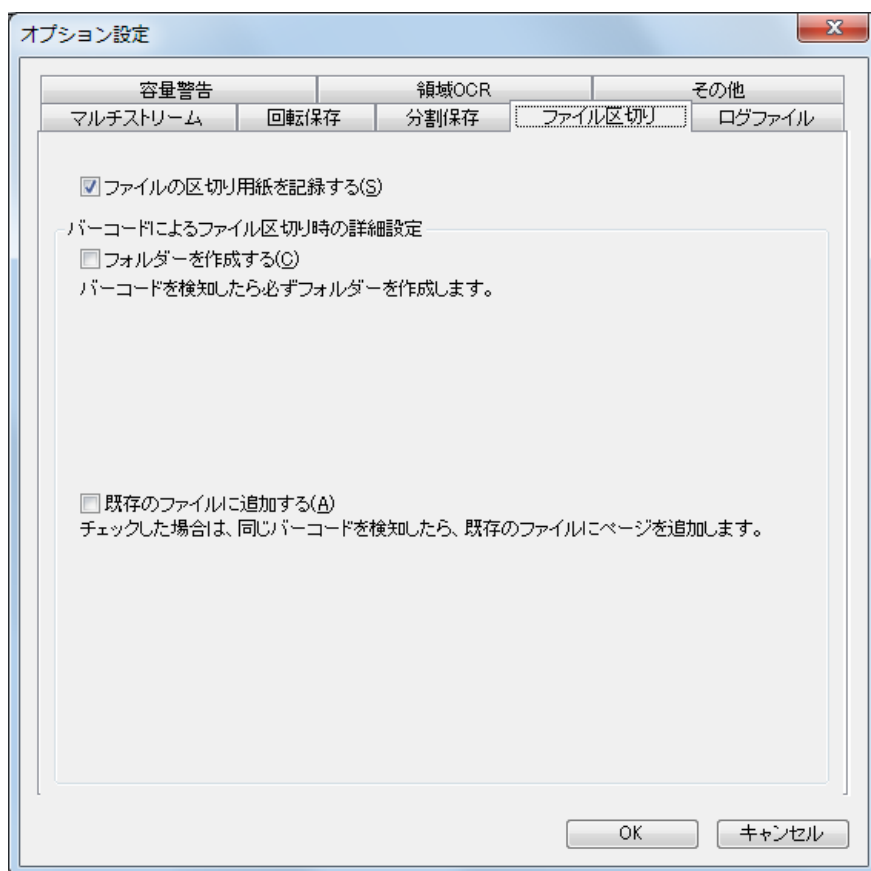 オプション設定
容量警告 領域OCR その他
マルチストリーム 回転保存 分割保存 ファイル区切り ログファイル
ファイルの区切り用紙を記録する(S)
バーコードによるファイル区切り時の詳細設定
フォルダーを作成する(C)
バーコードを検知したら必ずフォルダーを作成します。
既存のファイルに追加する(A)
チェックした場合は、同じバーコードを検知したら、既存のファイルにページを追加します。
OK キャンセル